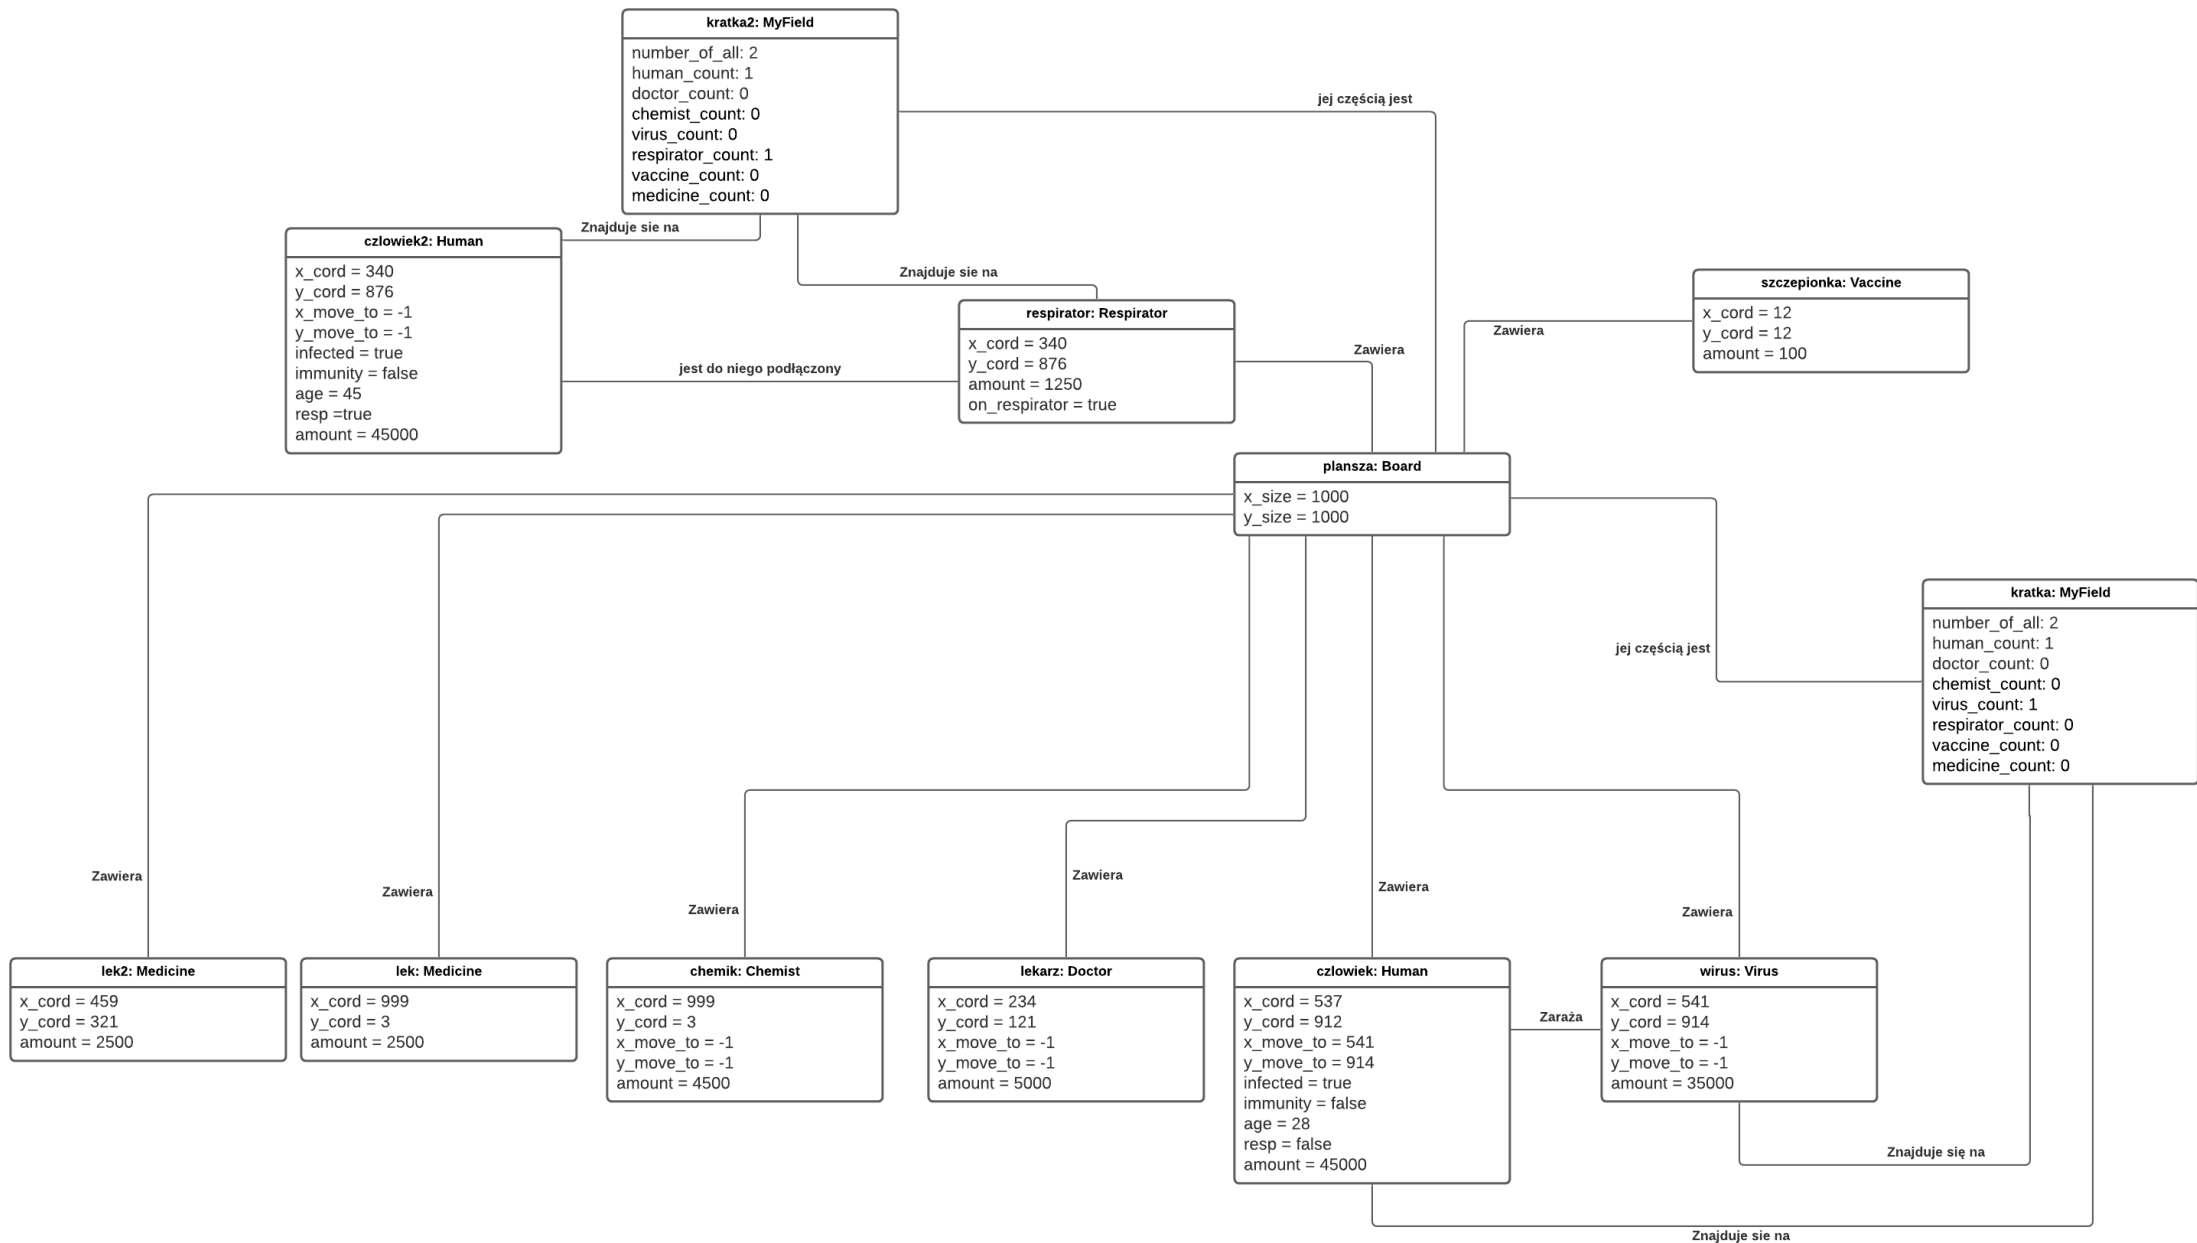 kratka2: MyField
number_of_all: 2
human_count: 1
doctor_count: 0
chemist_count: 0
virus_count: 0
respirator_count: 1
vaccine_count: 0
medicine_count: 0
jej częścią jest
Znajduje sie na
człowiek2: Human
x_cord = 340
y_cord = 876
x_move_to = -1
y_move_to = -1
infected = true
immunity = false
age = 45
resp =true
amount = 45000
Znajduje sie na
jest do niego podłączony
respirator: Respirator
x_cord = 340
y_cord = 876
amount = 1250
on_respirator = true
Zawiera
szczepionka: Vaccine
x_cord = 12
y_cord = 12
amount = 100
Zawiera
plansza: Board
x_size = 1000
y_size = 1000
jej częścią jest
kratka: MyField
number_of_all: 2
human_count: 1
doctor_count: 0
chemist_count: 0
virus_count: 1
respirator_count: 0
vaccine_count: 0
medicine_count: 0
Zawiera
Zawiera
Zawiera
Zawiera
Zawiera
Zawiera
lek2: Medicine
x_cord = 459
y_cord = 321
amount = 2500
lek: Medicine
x_cord = 999
y_cord = 3
amount = 2500
chemik: Chemist
x_cord = 999
y_cord = 3
x_move_to = -1
y_move_to = -1
amount = 4500
lekarz: Doctor
x_cord = 234
y_cord = 121
x_move_to = -1
y_move_to = -1
amount = 5000
czlowiek: Human
x_cord = 537
y_cord = 912
x_move_to = 541
y_move_to = 914
infected = true
immunity = false
age = 28
resp = false
amount = 45000
Zaraża
wirus: Virus
x_cord = 541
y_cord = 914
x_move_to = -1
y_move_to = -1
amount = 35000
Znajduje się na
Znajduje sie na